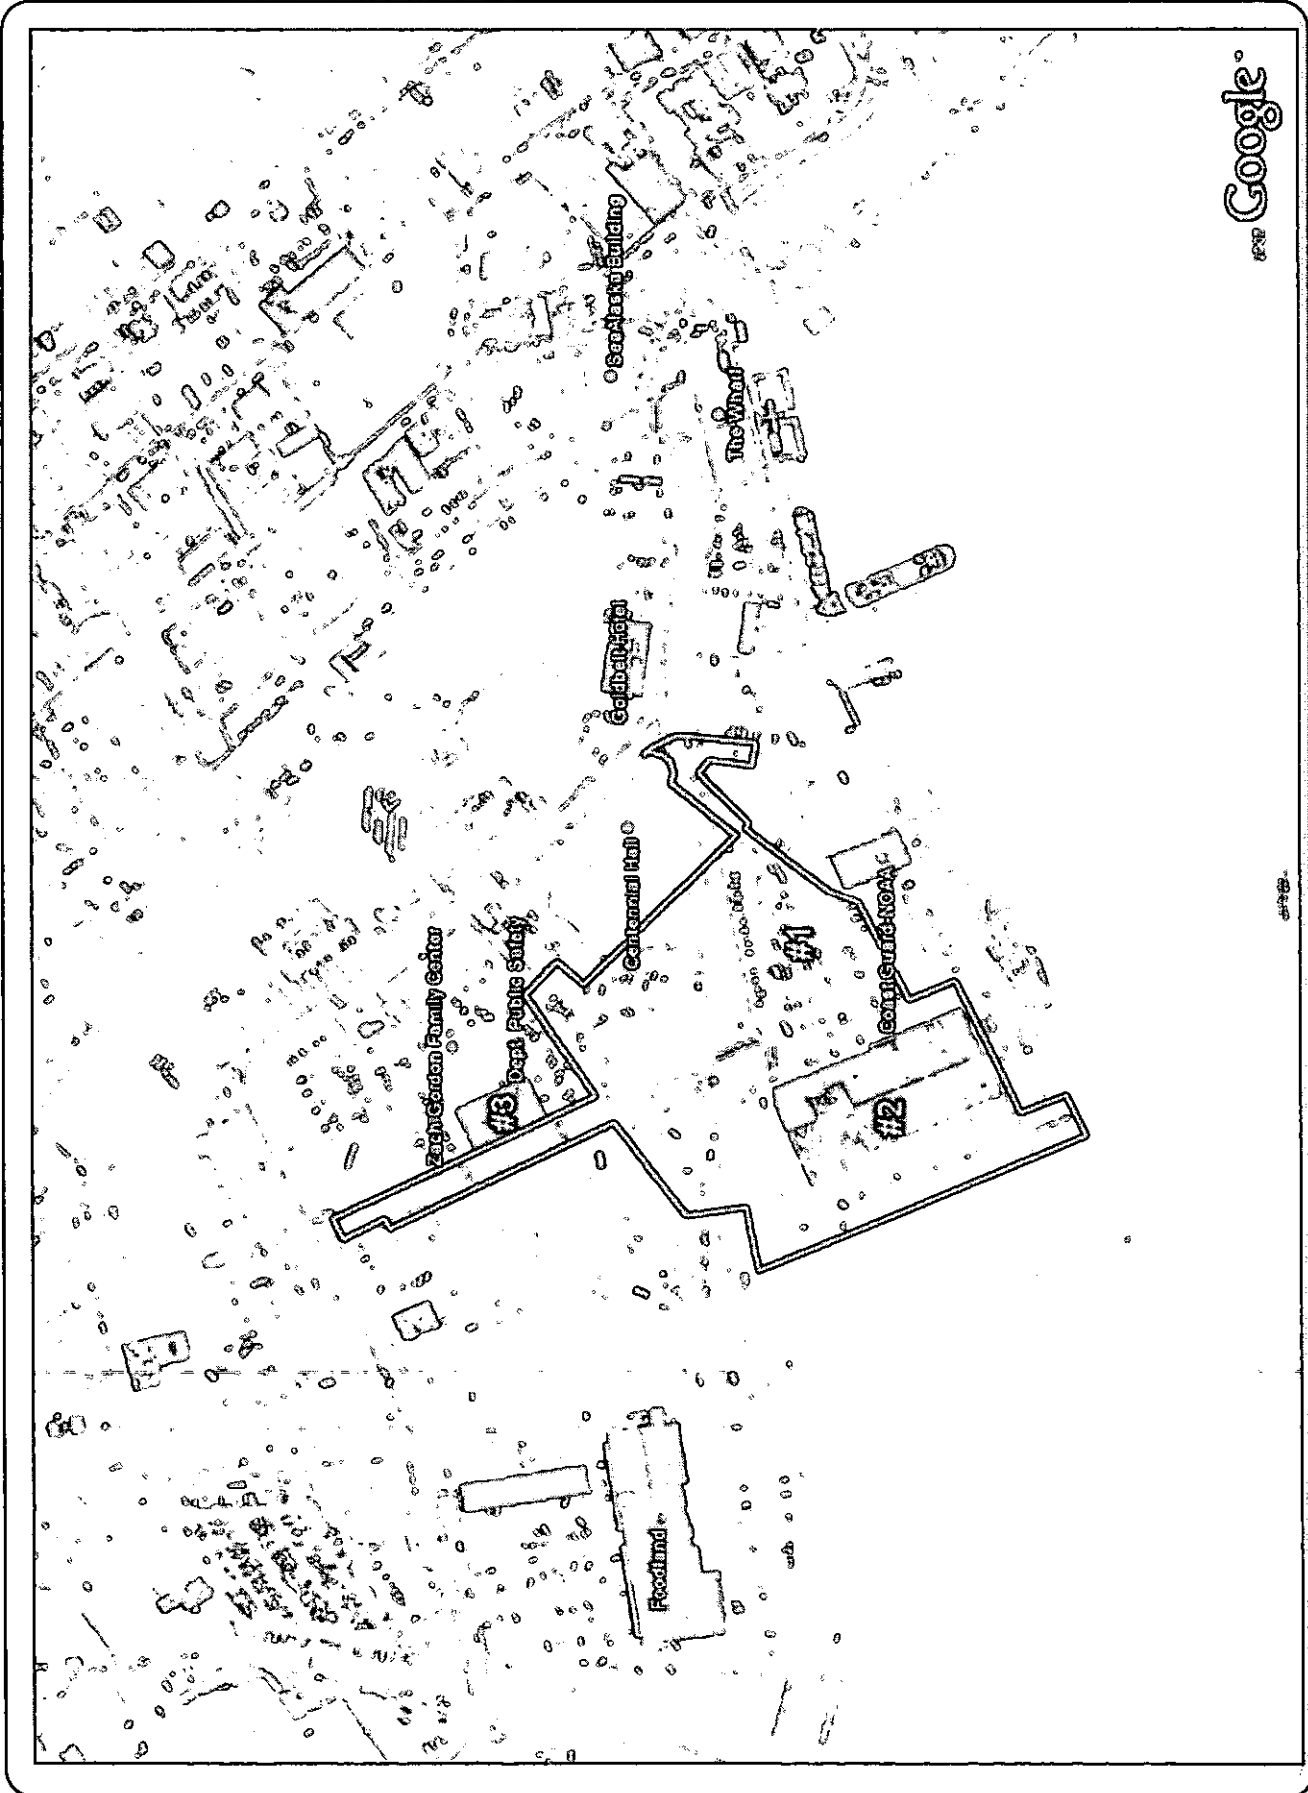 Zach Gordon Family Center
Dept. Public Safety
#3
Centennial Hall
Goldbelt Hotel
SeaAlaska Building
The Wharf
#1
Coast Guard-NOAA
#2
Foodland
Google